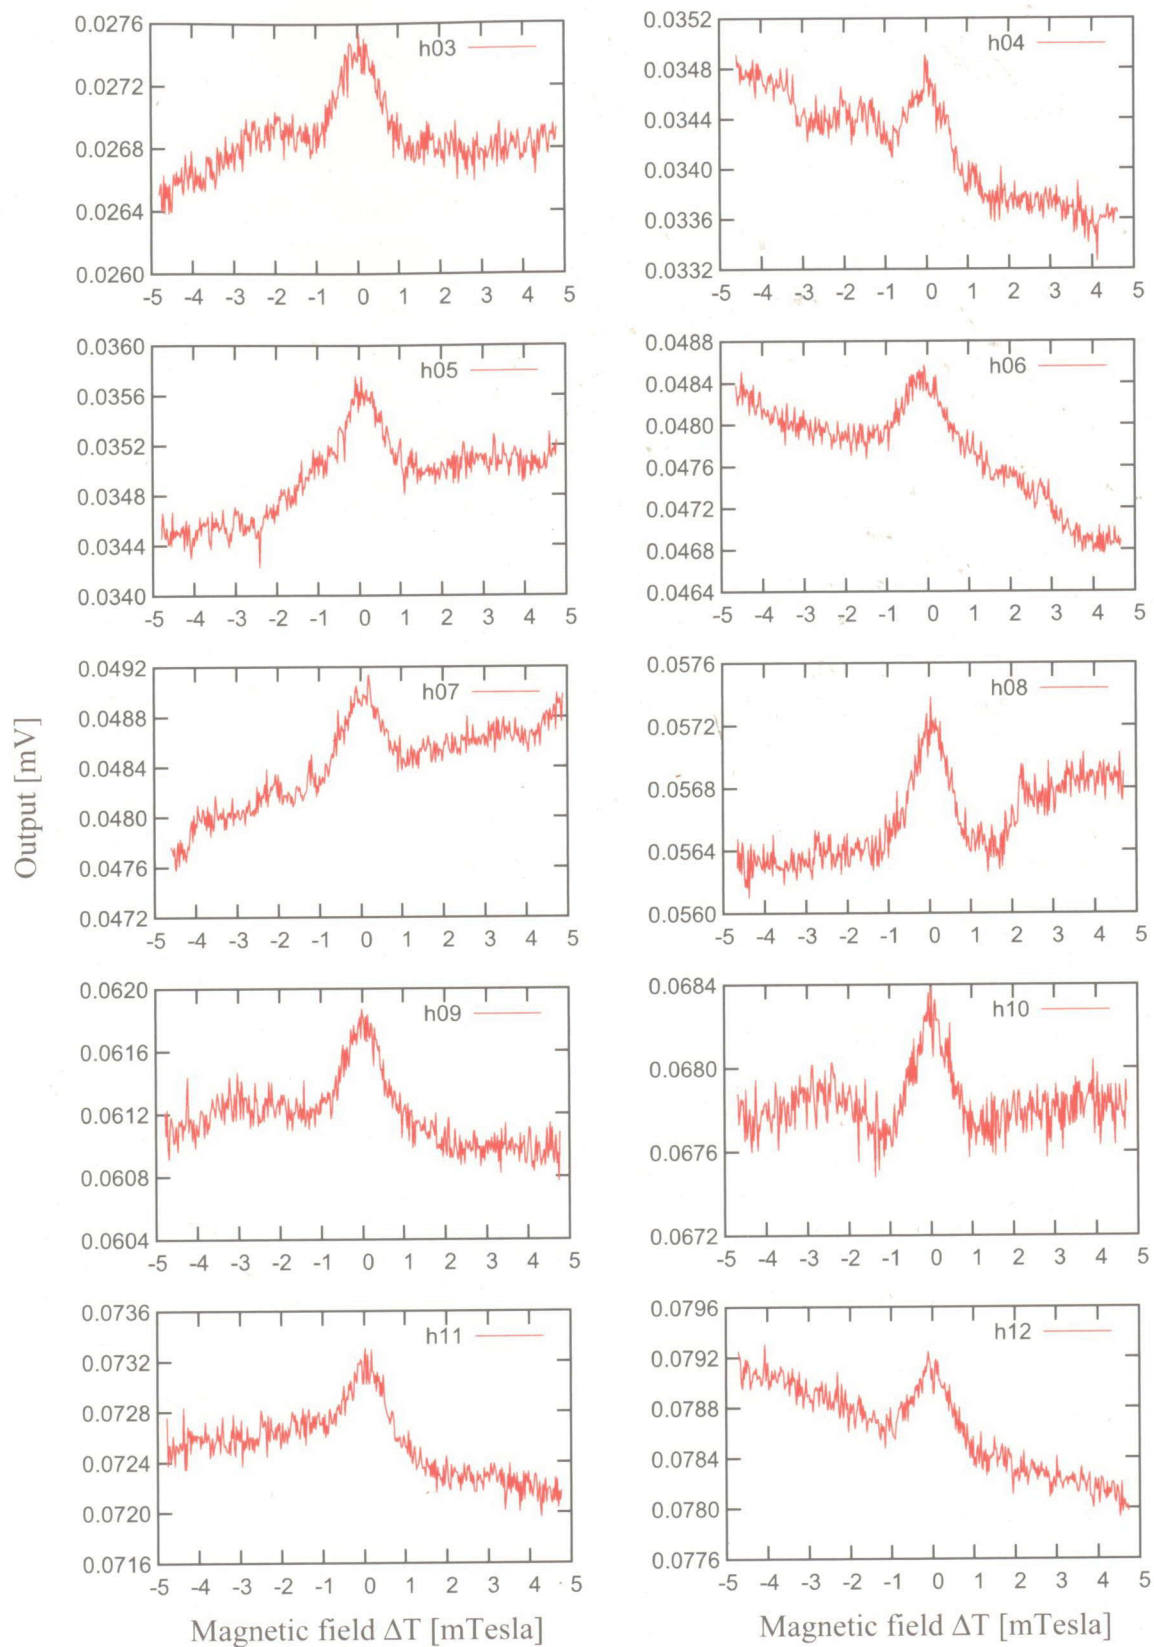 0.0276
0.0272
0.0268
0.0264
0.0260
h03
-5 -4 -3 -2 -1 0 1 2 3 4 5
0.0352
0.0348
0.0344
0.0340
0.0336
0.0332
h04
-5 -4 -3 -2 -1 0 1 2 3 4 5
0.0360
0.0356
0.0352
0.0348
0.0344
0.0340
h05
-5 -4 -3 -2 -1 0 1 2 3 4 5
0.0488
0.0484
0.0480
0.0476
0.0472
0.0468
0.0464
h06
-5 -4 -3 -2 -1 0 1 2 3 4 5
Output [mV]
0.0492
0.0488
0.0484
0.0480
0.0476
0.0472
h07
-5 -4 -3 -2 -1 0 1 2 3 4 5
0.0576
0.0572
0.0568
0.0564
0.0560
h08
-5 -4 -3 -2 -1 0 1 2 3 4 5
0.0620
0.0616
0.0612
0.0608
0.0604
h09
-5 -4 -3 -2 -1 0 1 2 3 4 5
0.0684
0.0680
0.0676
0.0672
h10
-5 -4 -3 -2 -1 0 1 2 3 4 5
0.0736
0.0732
0.0728
0.0724
0.0720
0.0716
h11
-5 -4 -3 -2 -1 0 1 2 3 4 5
Magnetic field ΔT [mTesla]
0.0796
0.0792
0.0788
0.0784
0.0780
0.0776
h12
-5 -4 -3 -2 -1 0 1 2 3 4 5
Magnetic field ΔT [mTesla]